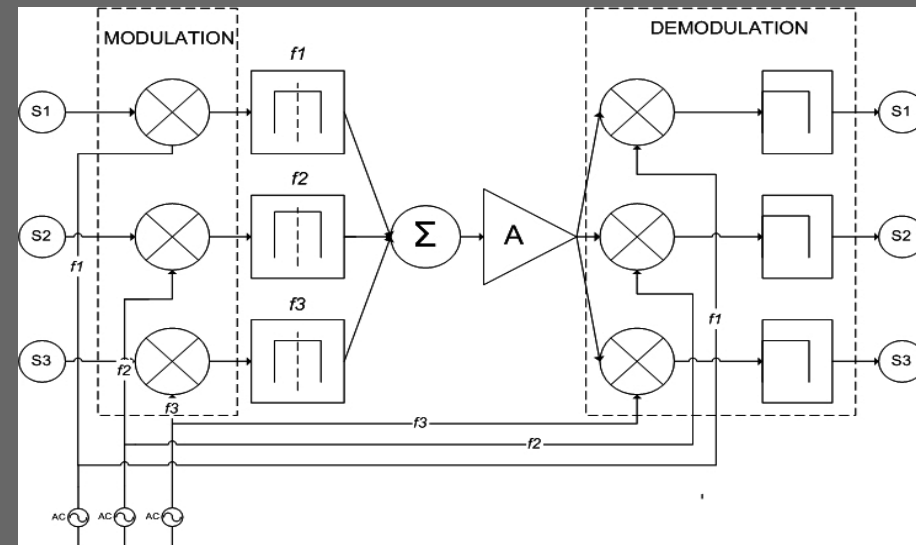 MODULATION
DEMODULATION
f1
S1
S1
f2
S2
Σ
A
S2
f1
f3
f1
S3
f2
S3
f3
f3
f2
AC
AC
AC